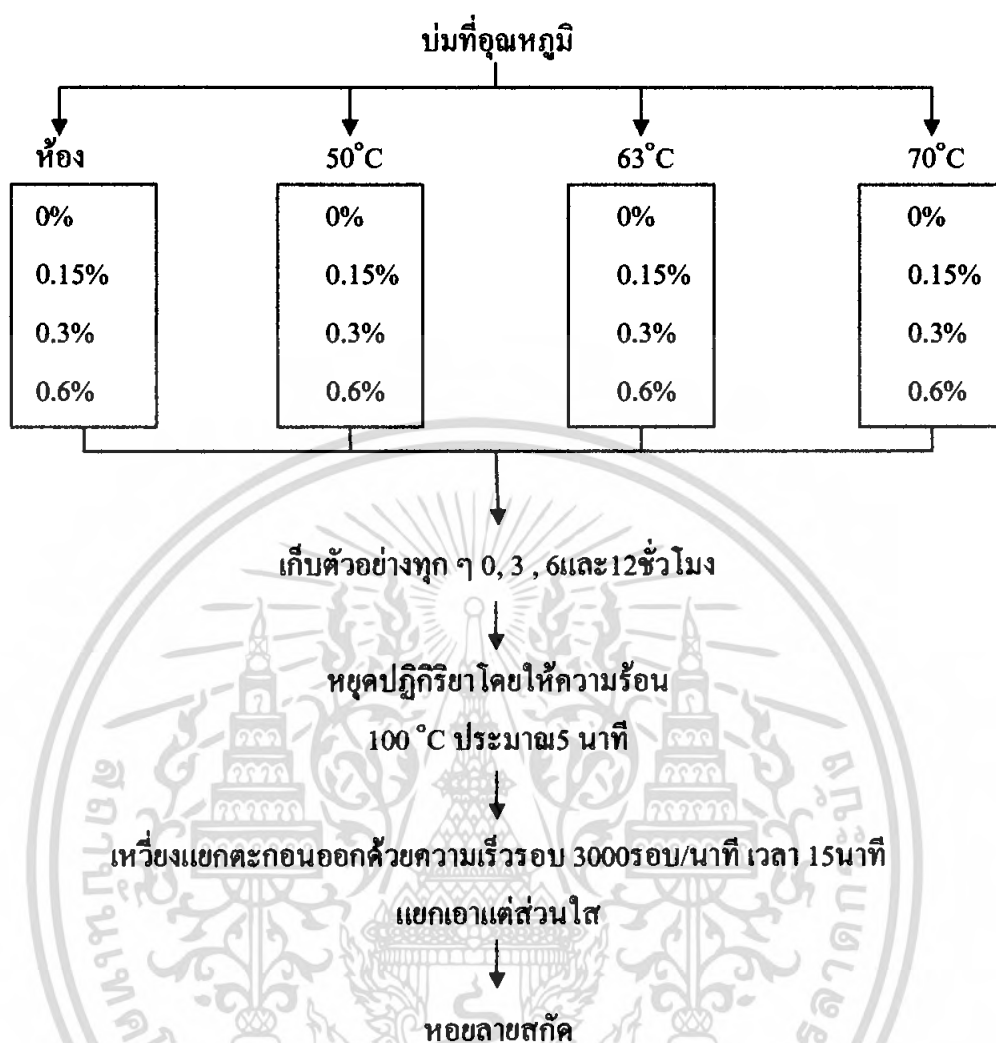 บ่มที่อุณหภูมิ
ห้อง 50°C 63°C 70°C
0% 0% 0% 0%
0.15% 0.15% 0.15% 0.15%
0.3% 0.3% 0.3% 0.3%
0.6% 0.6% 0.6% 0.6%
เก็บตัวอย่างทุก ๆ 0, 3 , 6และ12ชั่วโมง
หยุดปฏิกิริยาโดยให้ความร้อน
100 °C ประมาณ5 นาที
เหวี่ยงแยกตะกอนออกด้วยความเร็วรอบ 3000รอบ/นาที เวลา 15นาที
แยกเอาแต่ส่วนใส
หอยลายสกัด